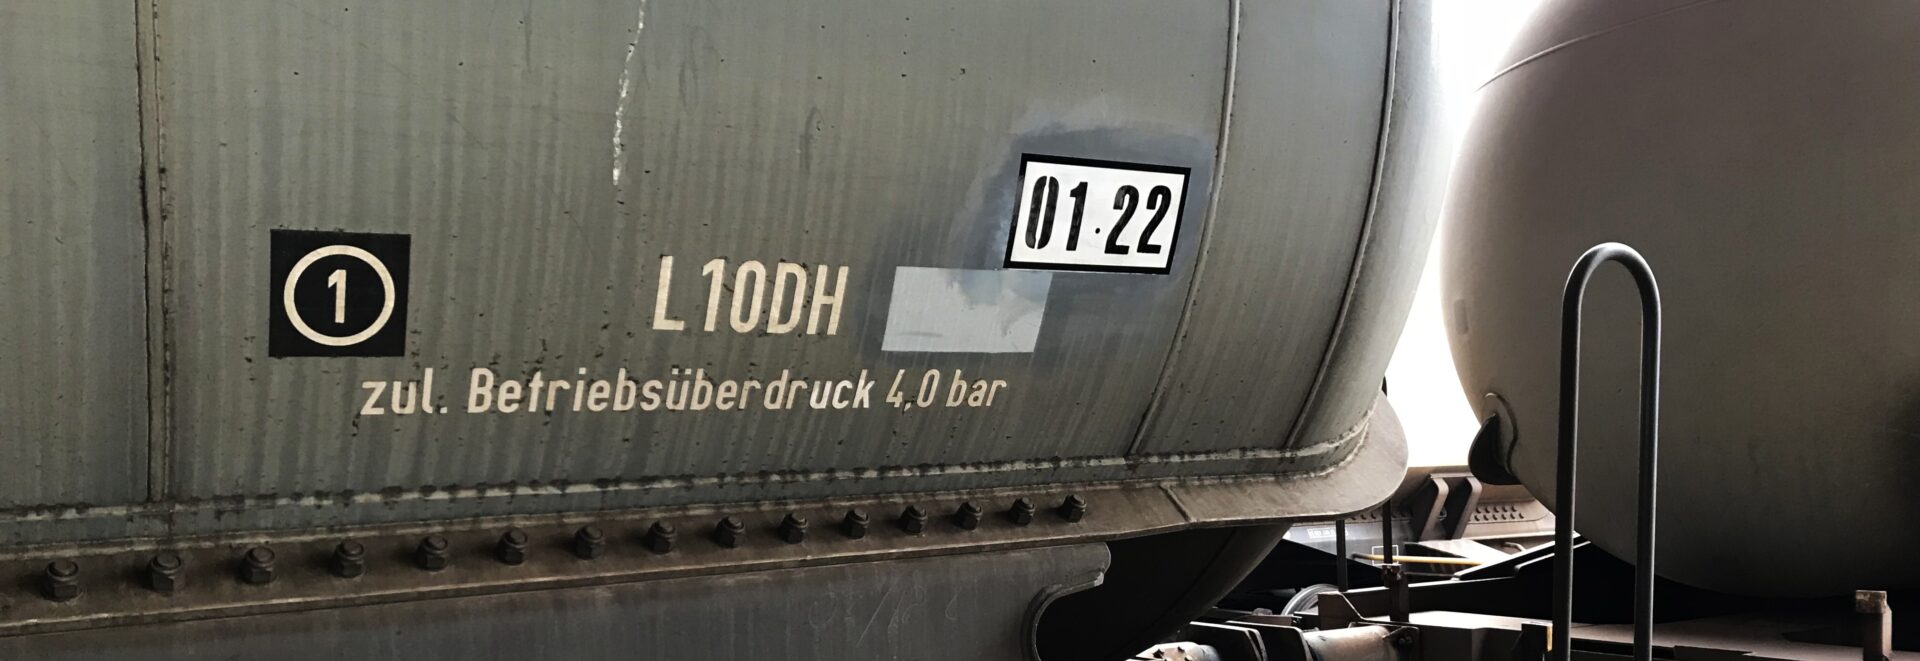 01·22
1
L10DH
zul. Betriebsüberdruck 4,0 bar